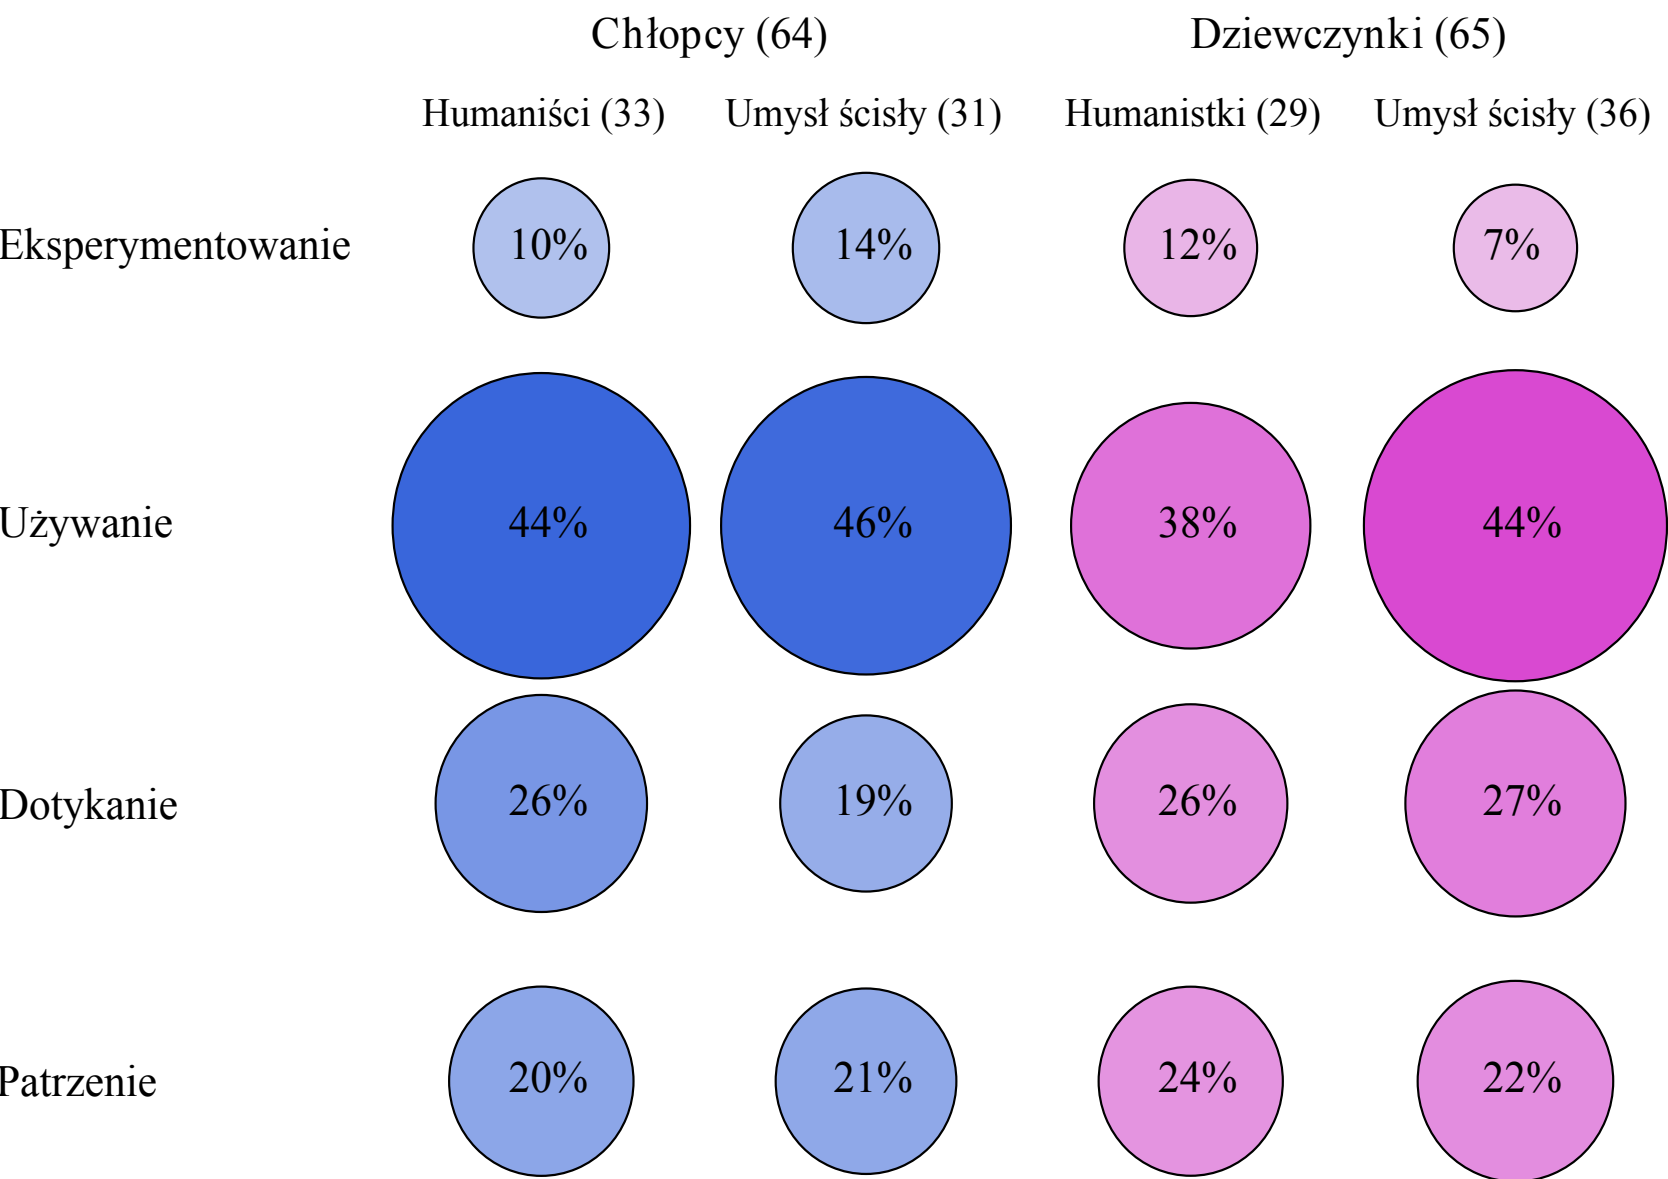 Chłopcy (64) Dziewczynki (65)
Humaniści (33) Umysł ścisły (31) Humanistki (29) Umysł ścisły (36)
Eksperymentowanie 10% 14% 12% 7%
Używanie 44% 46% 38% 44%
Dotykanie 26% 19% 26% 27%
Patrzenie 20% 21% 24% 22%